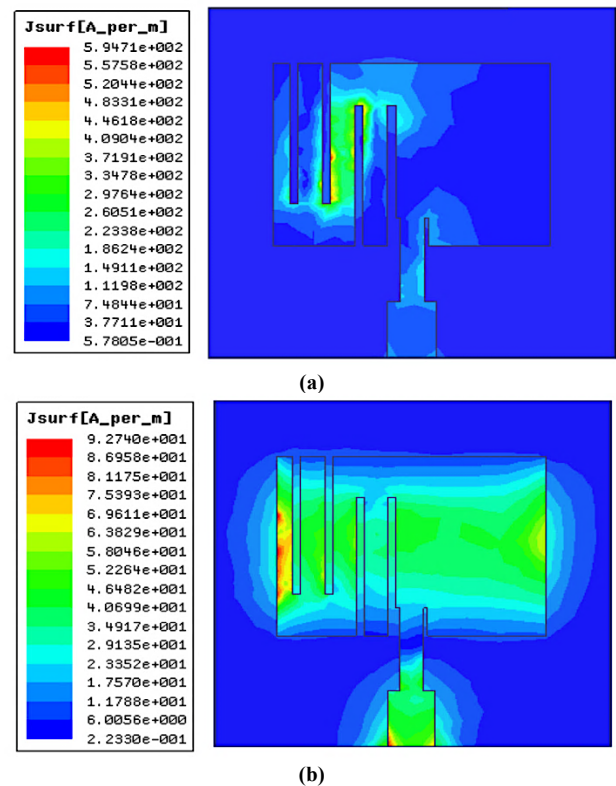 Jsurf[A_per_m]
5.9471e+002
5.5758e+002
5.2044e+002
4.8331e+002
4.4618e+002
4.0904e+002
3.7191e+002
3.3478e+002
2.9764e+002
2.6051e+002
2.2338e+002
1.8624e+002
1.4911e+002
1.1198e+002
7.4844e+001
3.7711e+001
5.7805e-001
(a)
Jsurf[A_per_m]
9.2740e+001
8.6958e+001
8.1175e+001
7.5393e+001
6.9611e+001
6.3829e+001
5.8046e+001
5.2264e+001
4.6482e+001
4.0699e+001
3.4917e+001
2.9135e+001
2.3352e+001
1.7570e+001
1.1788e+001
6.0056e+000
2.2330e-001
(b)